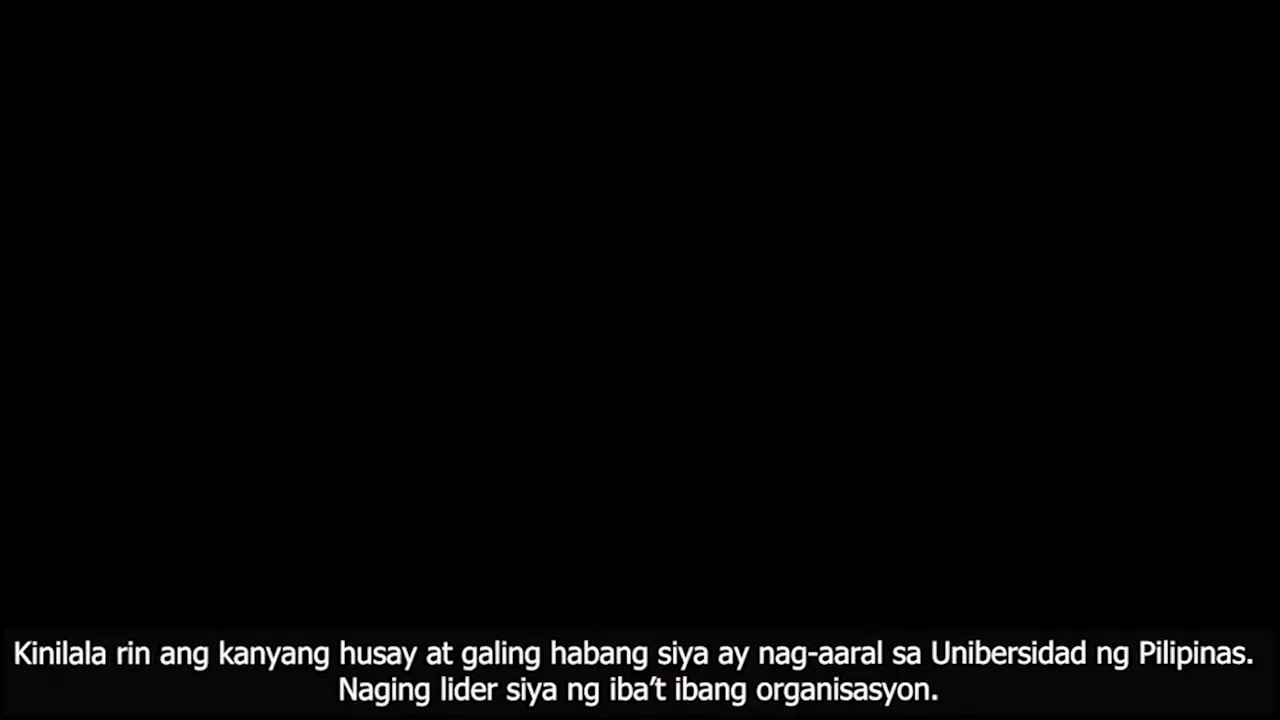 Kinilala rin ang kanyang husay at galing habang siya ay nag-aaral sa Unibersidad ng Pilipinas.
Naging lider siya ng iba’t ibang organisasyon.